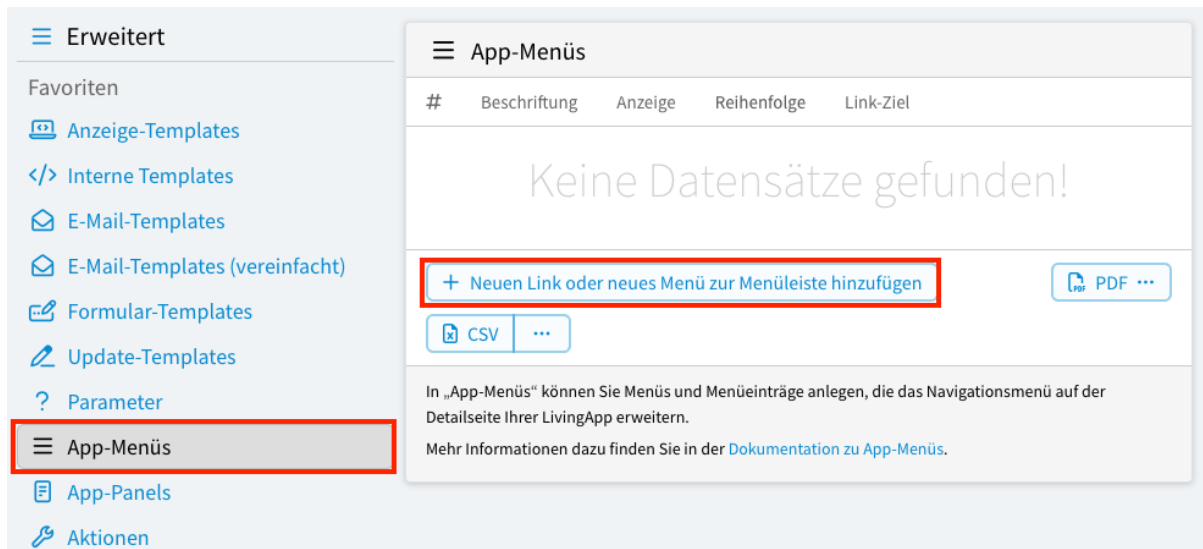 Erweitert
Favoriten
Anzeige-Templates
</> Interne Templates
E-Mail-Templates
E-Mail-Templates (vereinfacht)
Formular-Templates
Update-Templates
? Parameter
App-Menüs
App-Panels
Aktionen
App-Menüs
# Beschriftung Anzeige Reihenfolge Link-Ziel
Keine Datensätze gefunden!
+ Neuen Link oder neues Menü zur Menüleiste hinzufügen
PDF ···
CSV ···
In „App-Menüs“ können Sie Menüs und Menüeinträge anlegen, die das Navigationsmenü auf der
Detailseite Ihrer LivingApp erweitern.
Mehr Informationen dazu finden Sie in der Dokumentation zu App-Menüs.